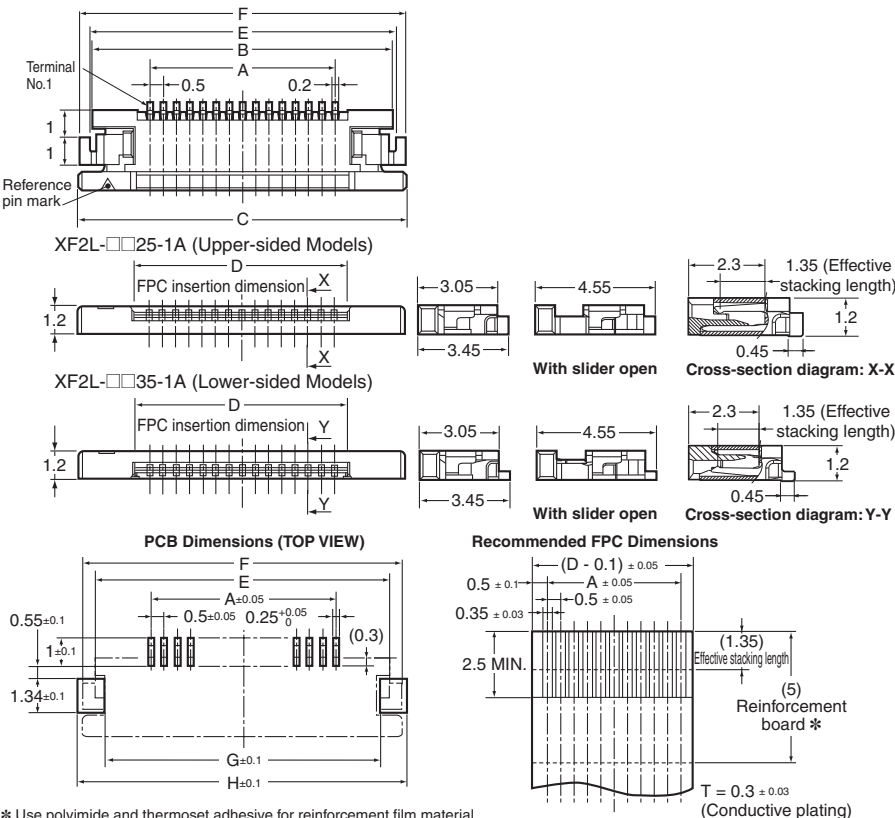 F
E
B
A
Terminal
No.1
0.5
0.2
1
1
Reference
pin mark
C
XF2L-□□25-1A (Upper-sided Models)
D
FPC insertion dimension
X
1.2
X
3.05
3.45
4.55
With slider open
2.3
1.35 (Effective
stacking length)
1.2
0.45
Cross-section diagram: X-X
XF2L-□□35-1A (Lower-sided Models)
D
FPC insertion dimension
Y
1.2
Y
3.05
3.45
4.55
With slider open
2.3
1.35 (Effective
stacking length)
1.2
0.45
Cross-section diagram: Y-Y
PCB Dimensions (TOP VIEW)
F
E
A±0.05
0.55±0.1
0.5±0.05
0.25 +0.05 0
1±0.1
(0.3)
1.34±0.1
G±0.1
H±0.1
Recommended FPC Dimensions
(D - 0.1) ± 0.05
0.5 ± 0.1
A ± 0.05
0.5 ± 0.05
0.35 ± 0.03
2.5 MIN.
(1.35)
Effective stacking length
(5)
Reinforcement
board ✻
T = 0.3 ± 0.03
(Conductive plating)
✻ Use polyimide and thermoset adhesive for reinforcement film material